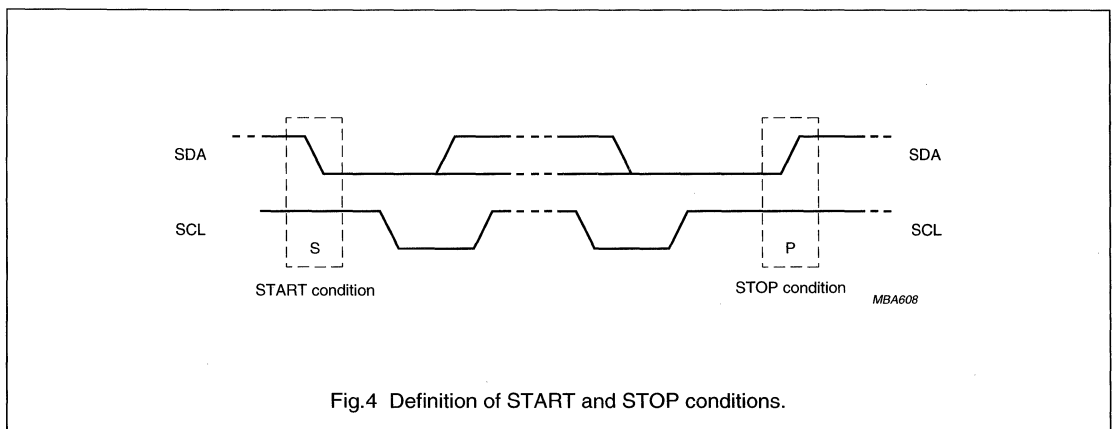 SDA SDA
SCL SCL
S P
START condition STOP condition
MBA608
Fig.4 Definition of START and STOP conditions.